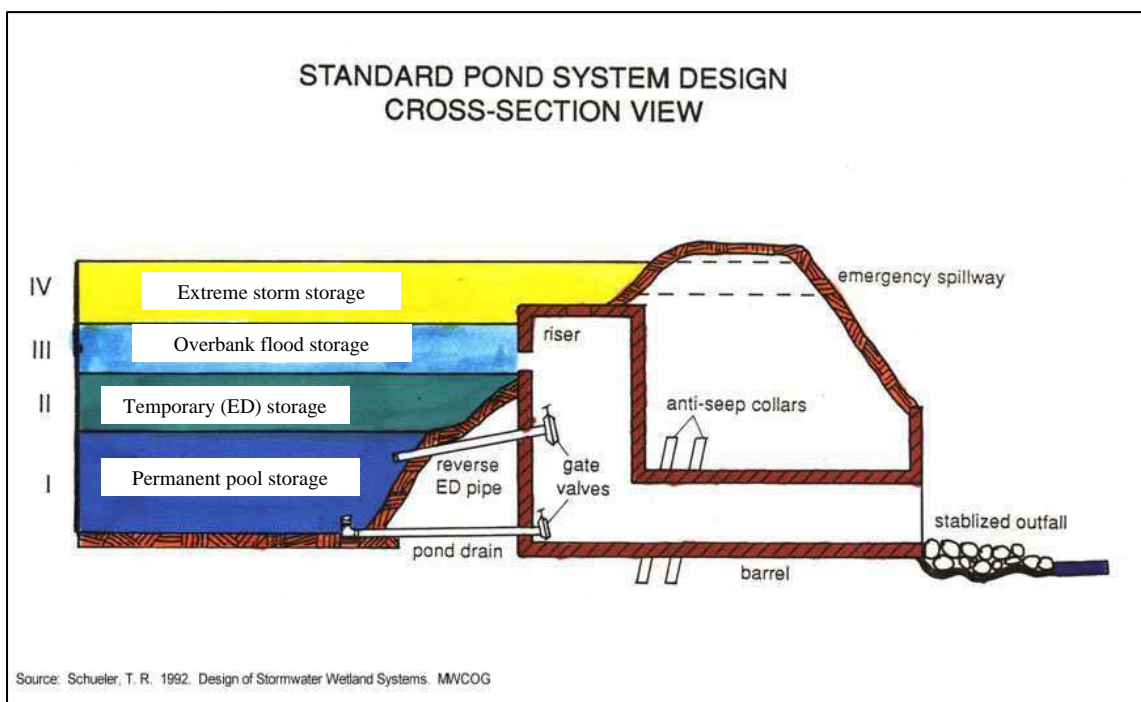 STANDARD POND SYSTEM DESIGN
CROSS-SECTION VIEW
IV
Extreme storm storage
emergency spillway
III
Overbank flood storage
riser
II
Temporary (ED) storage
anti-seep collars
I
Permanent pool storage
reverse
ED pipe
gate
valves
pond drain
barrel
stablized outfall
Source: Schueler, T. R. 1992. Design of Stormwater Wetland Systems. MWCOG